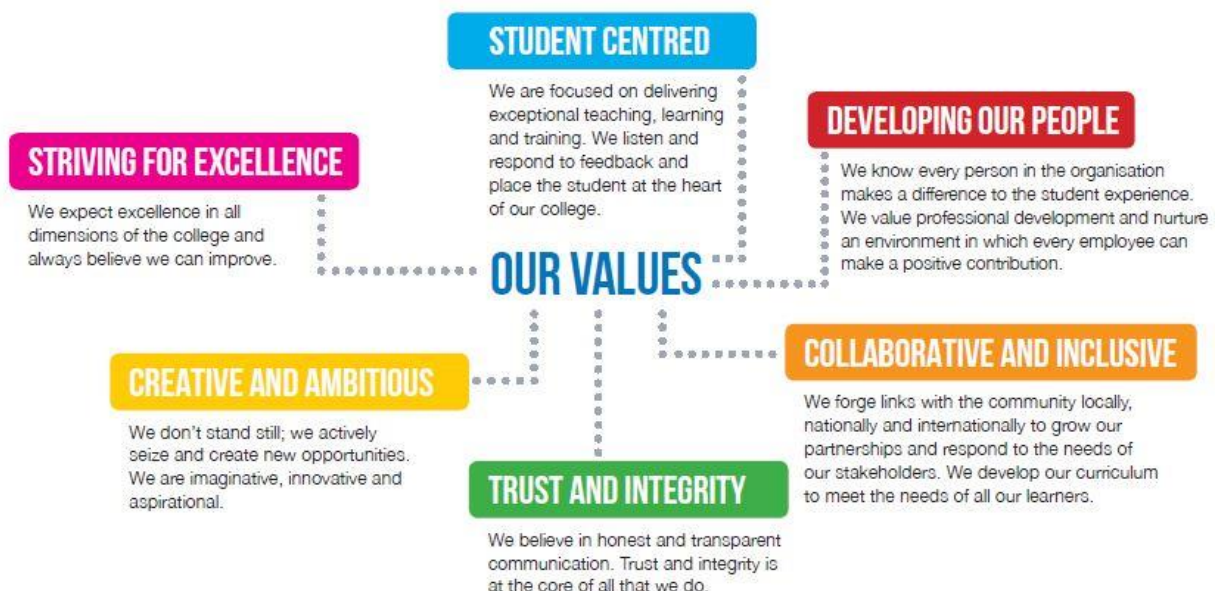 STUDENT CENTRED
We are focused on delivering
exceptional teaching, learning
and training. We listen and
respond to feedback and
place the student at the heart
of our college.
DEVELOPING OUR PEOPLE
We know every person in the organisation
makes a difference to the student experience.
We value professional development and nurture
an environment in which every employee can
make a positive contribution.
STRIVING FOR EXCELLENCE
We expect excellence in all
dimensions of the college and
always believe we can improve.
OUR VALUES
CREATIVE AND AMBITIOUS
We don't stand still; we actively
seize and create new opportunities.
We are imaginative, innovative and
aspirational.
COLLABORATIVE AND INCLUSIVE
We forge links with the community locally,
nationally and internationally to grow our
partnerships and respond to the needs of
our stakeholders. We develop our curriculum
to meet the needs of all our learners.
TRUST AND INTEGRITY
We believe in honest and transparent
communication. Trust and integrity is
at the core of all that we do.